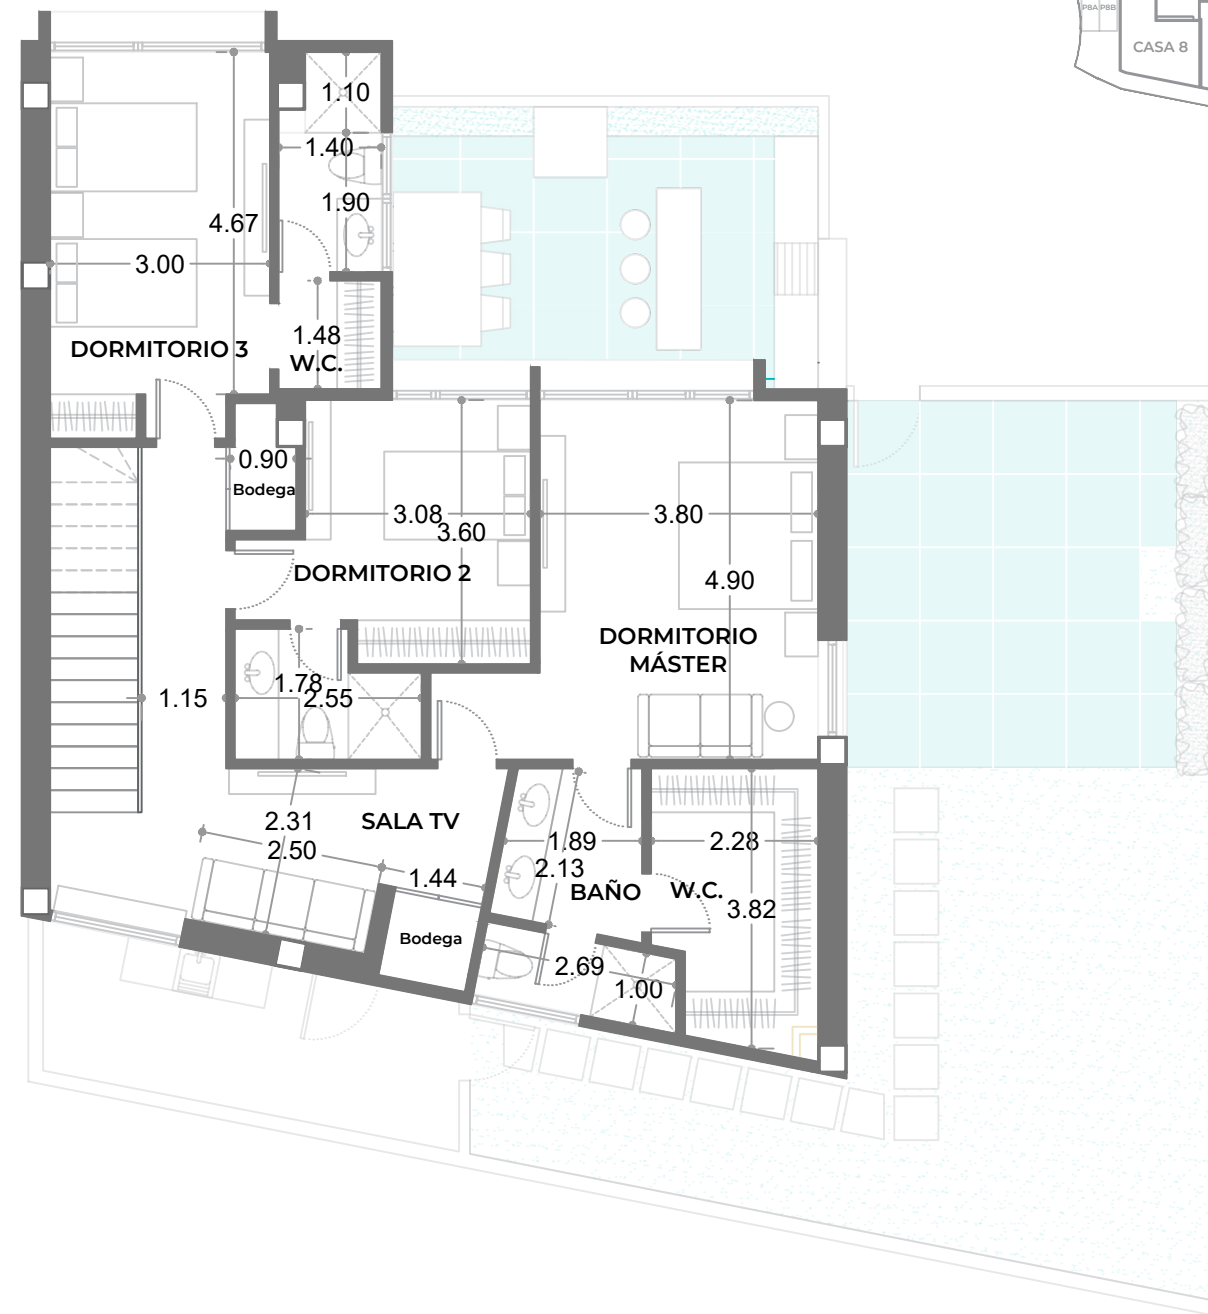 P8A P8B
CASA 8
1.10
1.40
1.90
4.67
3.00
1.48
DORMITORIO 3
W.C.
0.90
Bodega
3.08
3.60
3.80
DORMITORIO 2
4.90
DORMITORIO
MÁSTER
1.78
2.55
1.15
SALA TV
2.31
2.50
1.44
1.89
2.13
2.28
BAÑO
W.C.
3.82
Bodega
2.69
1.00